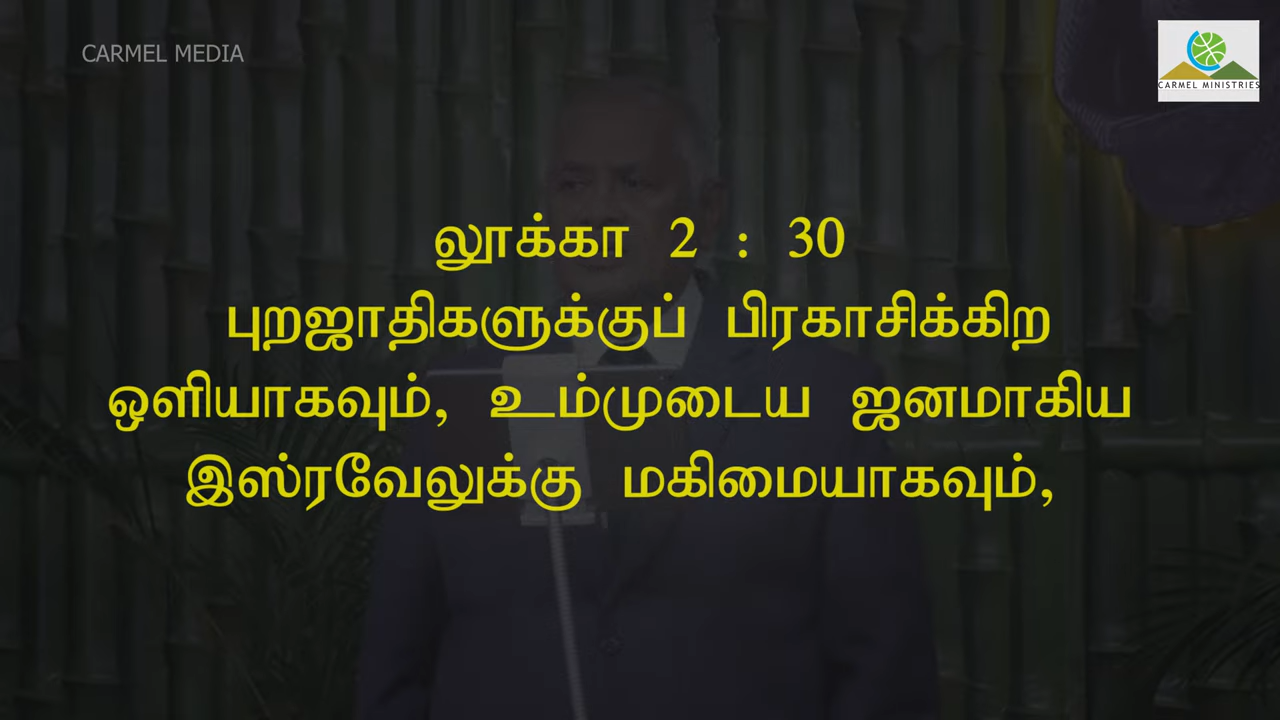 CARMEL MEDIA
CARMEL MINISTRIES
லூக்கா 2 : 30
புறஜாதிகளுக்குப் பிரகாசிக்கிற
ஒளியாகவும், உம்முடைய ஜனமாகிய
இஸ்ரவேலுக்கு மகிமையாகவும்,